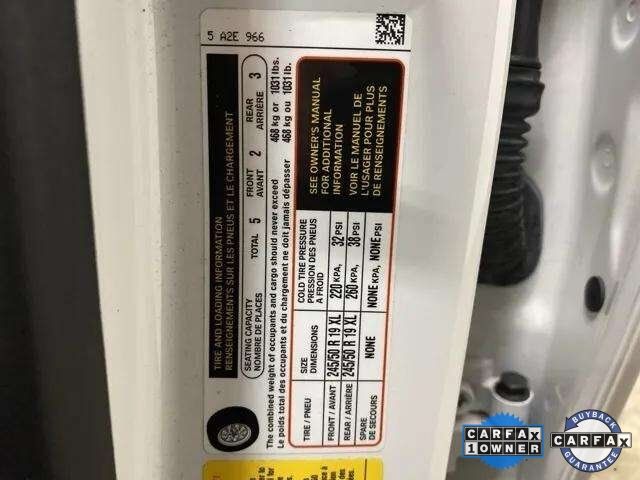 5 A2E 966
TIRE AND LOADING INFORMATION
RENSEIGNEMENTS SUR LES PNEUS ET LE CHARGEMENT
SEATING CAPACITY TOTAL 5 FRONT 2 REAR 3
NOMBRE DE PLACES AVANT ARRIÈRE
The combined weight of occupants and cargo should never exceed 468 kg or 1031 lbs.
Le poids total des occupants et du chargement ne doit jamais dépasser 468 kg ou 1031 lb.
TIRE / PNEU SIZE DIMENSIONS COLD TIRE PRESSURE PRESSION DES PNEUS A FROID
FRONT / AVANT 245/50 R 19 XL 220 KPA, 32 PSI
REAR / ARRIÈRE 245/50 R 19 XL 260 KPA, 38 PSI
SPARE DE SECOURS NONE NONE KPA, NONE PSI
SEE OWNER'S MANUAL
FOR ADDITIONAL
INFORMATION
VOIR LE MANUEL DE
L'USAGER POUR PLUS
DE RENSEIGNEMENTS
CARFAX
1 OWNER
BUYBACK
CARFAX
GUARANTEE